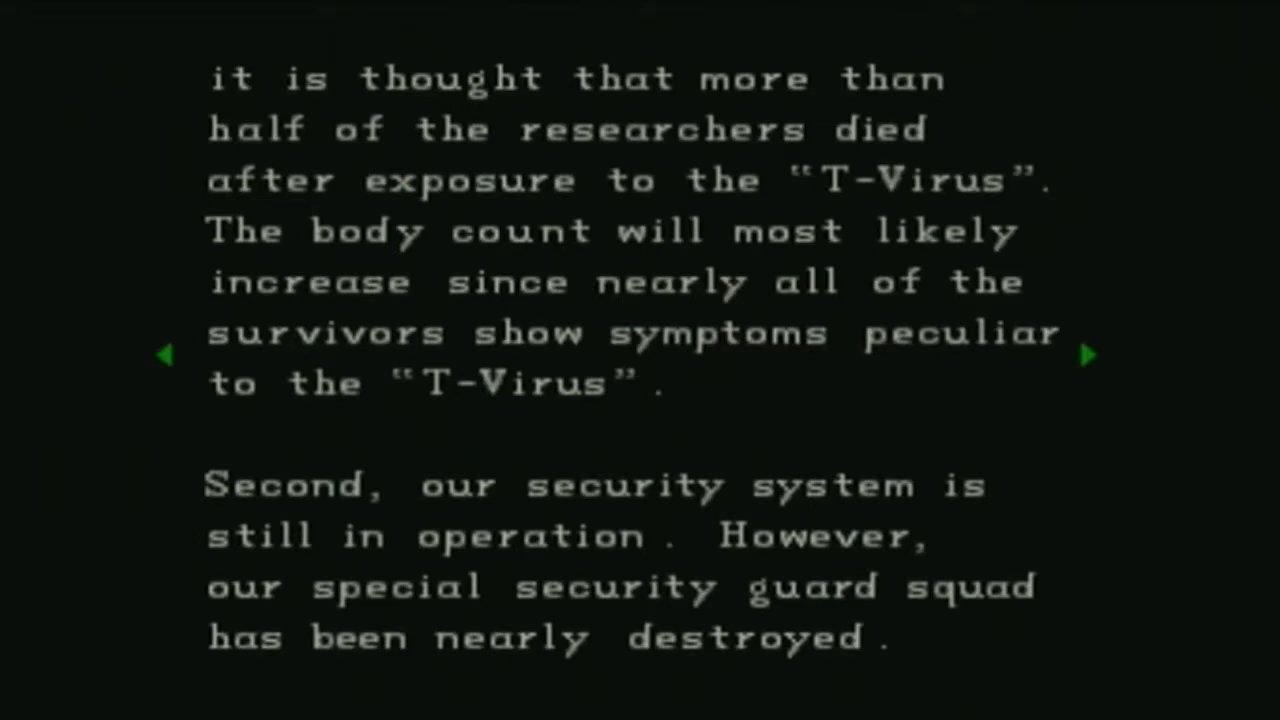 it is thought that more than
half of the researchers died
after exposure to the “T-Virus”.
The body count will most likely
increase since nearly all of the
survivors show symptoms peculiar
to the “T-Virus” .
Second, our security system is
still in operation . However,
our special security guard squad
has been nearly destroyed .